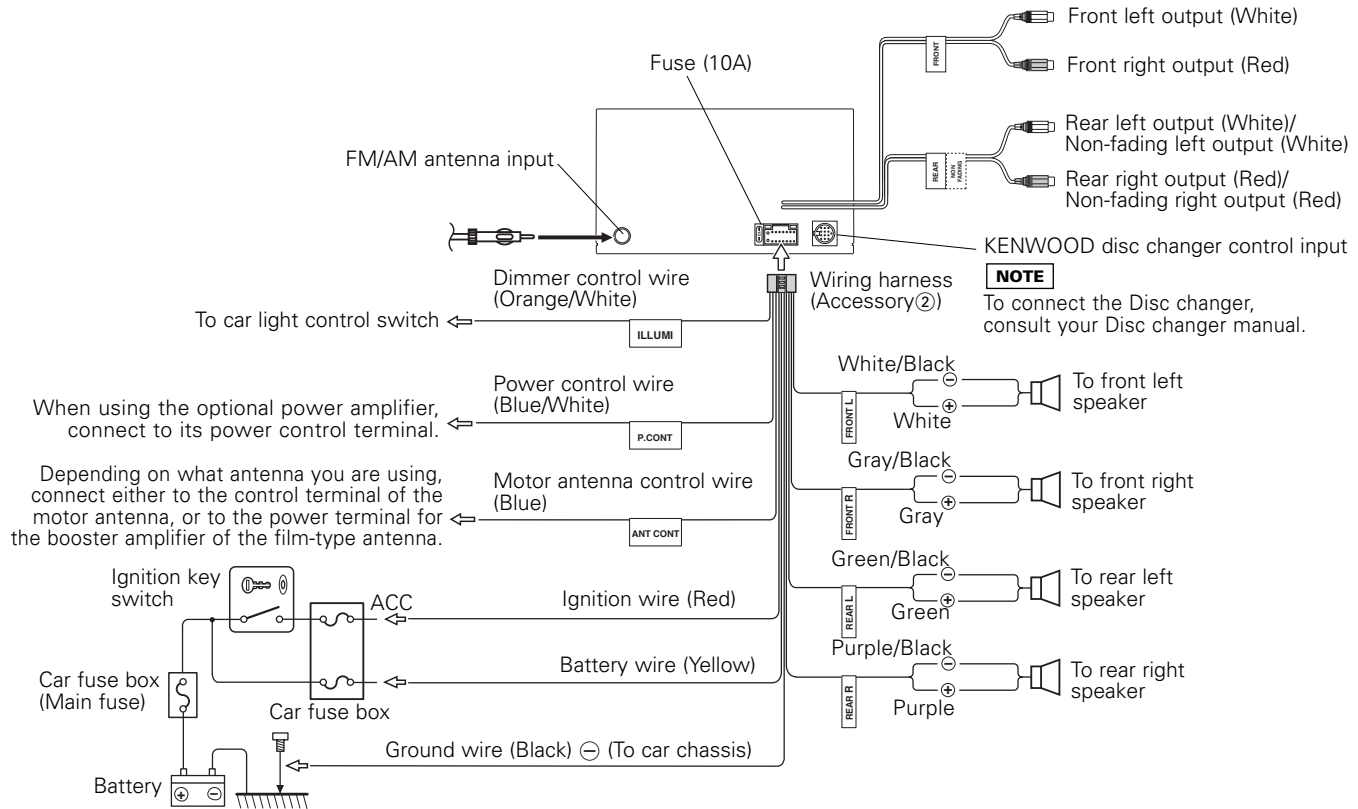 Front left output (White)
FRONT
Fuse (10A)
Front right output (Red)
Rear left output (White)/
Non-fading left output (White)
FM/AM antenna input
REAR
NON
FADING
Rear right output (Red)/
Non-fading right output (Red)
KENWOOD disc changer control input
NOTE
To connect the Disc changer,
consult your Disc changer manual.
Dimmer control wire
(Orange/White)
Wiring harness
(Accessory②)
To car light control switch
ILLUMI
White/Black
⊖
⊕
White
FRONT L
To front left
speaker
Power control wire
(Blue/White)
When using the optional power amplifier,
connect to its power control terminal.
P.CONT
Gray/Black
⊖
⊕
Gray
FRONT R
To front right
speaker
Depending on what antenna you are using,
connect either to the control terminal of the
motor antenna, or to the power terminal for
the booster amplifier of the film-type antenna.
Motor antenna control wire
(Blue)
ANT CONT
Green/Black
⊖
⊕
Green
REAR L
To rear left
speaker
Ignition key
switch
ACC
Ignition wire (Red)
Purple/Black
⊖
⊕
Purple
REAR R
To rear right
speaker
Battery wire (Yellow)
Car fuse box
(Main fuse)
Car fuse box
Ground wire (Black) ⊖ (To car chassis)
Battery
⊕ ⊖